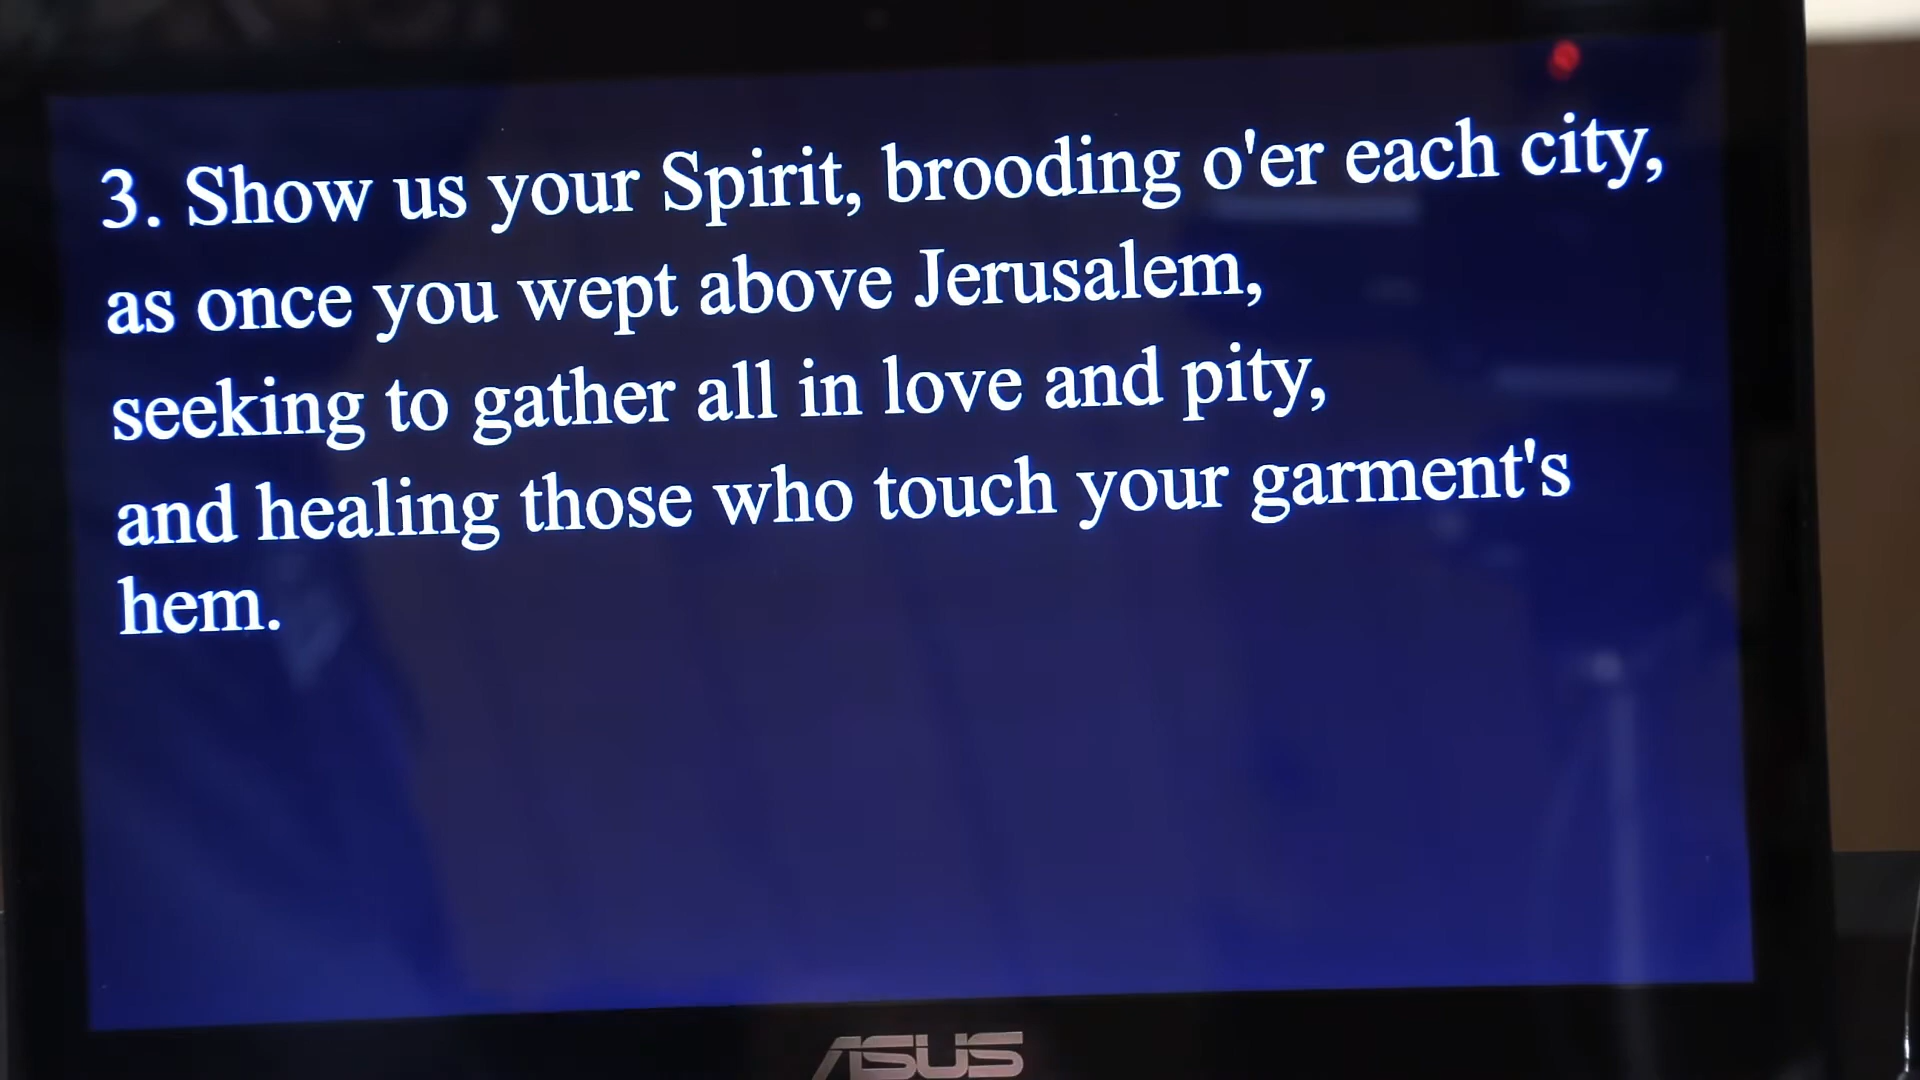 3. Show us your Spirit, brooding o'er each city,
as once you wept above Jerusalem,
seeking to gather all in love and pity,
and healing those who touch your garment's
hem.
ASUS